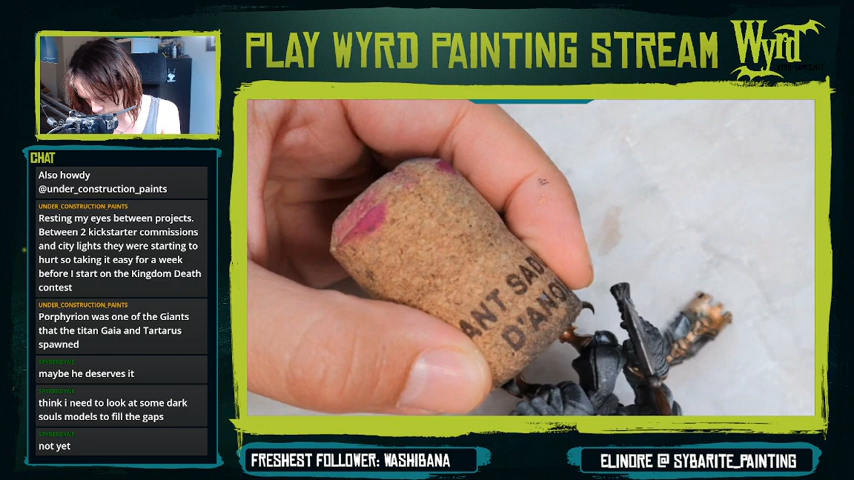 PLAY WYRD PAINTING STREAM
Wyrd
CHAT
Also howdy
@under_construction_paints
UNDER_CONSTRUCTION_PAINTS
Resting my eyes between projects.
Between 2 kickstarter commissions
and city lights they were starting to
hurt so taking it easy for a week
before I start on the Kingdom Death
contest
UNDER_CONSTRUCTION_PAINTS
Porphyrion was one of the Giants
that the titan Gaia and Tartarus
spawned
maybe he deserves it
think i need to look at some dark
souls models to fill the gaps
not yet
ANT SAD
D'ANO
FRESHEST FOLLOWER: WASHIBANA
ELINORE @ SYBARITE_PAINTING